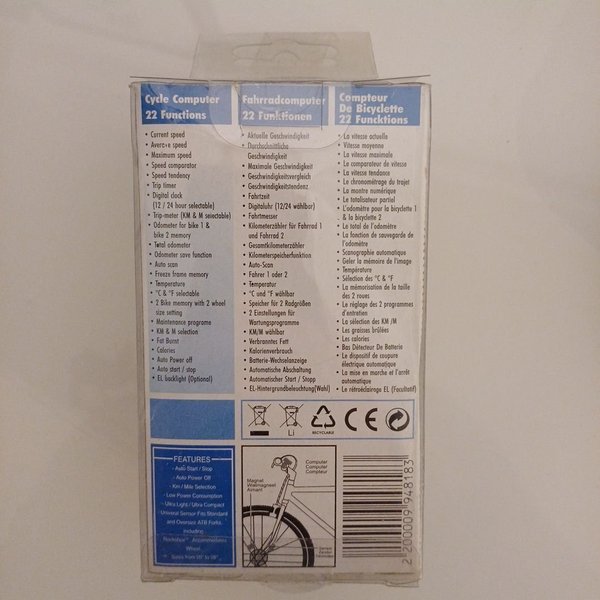 Cycle Computer
22 Functions
• Current speed
• Averc•e speed
• Maximum speed
• Speed comparator
• Speed tendency
• Trip timer
• Digital clock
(12 / 24 hour selectable)
• Trip-meter (KM & M selectable)
• Odometer for bike 1 &
bike 2 memory
• Total odometer
• Odometer save function
• Auto scan
• Freeze frame memory
• Temperature
• °C & °F selectable
• 2 Bike memory with 2 wheel
size setting
• Maintenance programe
• KM & M selection
• Fat Burnt
• Calories
• Auto Power off
• Auto start / stop
• EL backlight (Optional)
Fahrradcomputer
22 Funktionen
• Aktuelle Geschwindigkeit
• Durchschnittliche
Geschwindigkeit
• Maximale Geschwindigkeit
• Geschwindigkeitsvergleich
• Geschwindigkeitstendenz
• Fahrtzeit
• Digitaluhr (12/24 wählbar)
• Fahrtmesser
• Kilometerzähler für Fahrrad 1
und Fahrrad 2
• Gesamtkilometerzähler
• Kilometerspeicherfunktion
• Auto-Scan
• Fahrer 1 oder 2
• Temperatur
• °C und °F wählbar
• Speicher für 2 Radgrößen
• 2 Einstellungen für
Wartungsprogramme
• KM/M wählbar
• Verbranntes Fett
• Kalorienverbrauch
• Batterie-Wechselanzeige
• Automatische Abschaltung
• Automatischer Start / Stopp
• EL-Hintergrundbeleuchtung(Wahl)
Compteur
De Bicyclette
22 Funcktions
• La vitesse actuelle
• Vitesse moyenne
• La vitesse maximale
• Le comparateur de vitesse
• La vitesse tendance
• Le chronométrage du trajet
• La montre numérique
• Le totalisateur partiel
• L'odomètre pour la bicyclette 1
& la bicyclette 2
• Le total de l'odomètre
• La fonction de sauvegarde de
l'odomètre
• Scanographie automatique
• Geler la mémoire de l'image
• Température
• Sélection des °C & °F
• La mémorisation de la taille
des 2 roues
• Le réglage des 2 programmes
d'entretien
• La sélection des KM /M
• Les graisses brûlées
• Les calories
• Bas Détecteur De Batterie
• Le dispositif de coupure
électrique automatique
• La mise en marche et l'arrêt
automatique
• Le rétroéclairage EL (Facultatif)
Li
RECYCLABLE
CE
FEATURES
• Auto Start / Stop
• Auto Power Off
• Km / Mile Selection
• Low Power Consumption
• Ultra Light / Ultra Compact
• Universal Sensor Fits Standard
and Oversize ATB Forks,
including
Wheel
Computer
Computer
Compteur
Magnet
Aimant
2 200009 948183